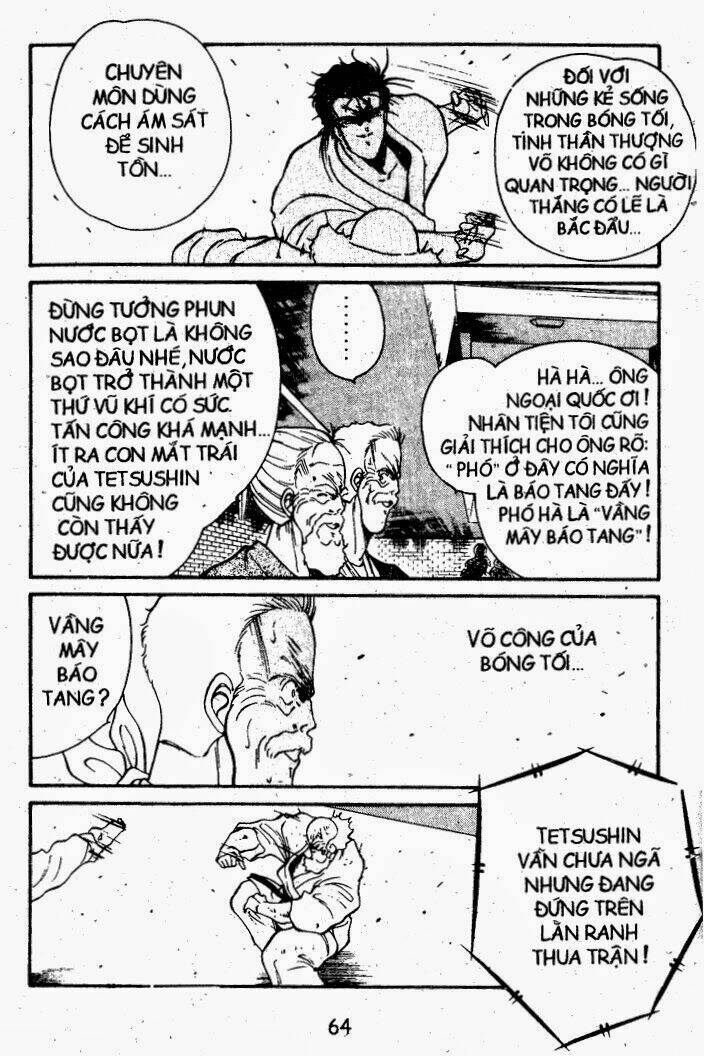 CHUYÊN
MÔN DÙNG
CÁCH ÁM SÁT
ĐỂ SINH
TỒN...
ĐỐI VỚI
NHỮNG KẺ SỐNG
TRONG BÓNG TỐI,
TINH THẦN THƯỢNG
VÕ KHÔNG CÓ GÌ
QUAN TRỌNG... NGƯỜI
THẮNG CÓ LẼ LÀ
BẮC ĐẨU...
ĐỪNG TƯỞNG PHUN
NƯỚC BỌT LÀ KHÔNG
SAO ĐÂU NHÉ, NƯỚC
BỌT TRỞ THÀNH MỘT
THỨ VŨ KHÍ CÓ SỨC
TẤN CÔNG KHÁ MẠNH...
ÍT RA CON MẮT TRÁI
CỦA TETSUSHIN
CŨNG KHÔNG
CÒN THẤY
ĐƯỢC NỮA!
......
HÀ HÀ... ÔNG
NGOẠI QUỐC ƠI!
NHÂN TIỆN TÔI CŨNG
GIẢI THÍCH CHO ÔNG RÕ:
"PHÓ" Ở ĐÂY CÓ NGHĨA
LÀ BÁO TANG ĐẤY!
PHÓ HÀ LÀ "VẦNG
MÂY BÁO TANG"!
VẦNG
MÂY
BÁO
TANG?
VÕ CÔNG CỦA
BÓNG TỐI...
TETSUSHIN
VẪN CHƯA NGÃ
NHƯNG ĐANG
ĐỨNG TRÊN
LẰN RANH
THUA TRẬN!
64